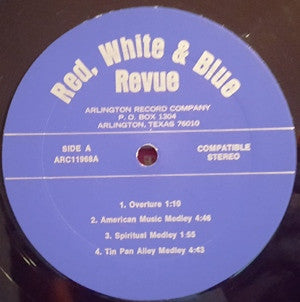 Red, White & Blue
Revue
ARLINGTON RECORD COMPANY
P. O. BOX 1304
ARLINGTON, TEXAS 76010
SIDE A
ARC11968A
COMPATIBLE
STEREO
1. Overture 1:10
2. American Music Medley 4:46
3. Spiritual Medley 1:55
4. Tin Pan Alley Medley 4:43